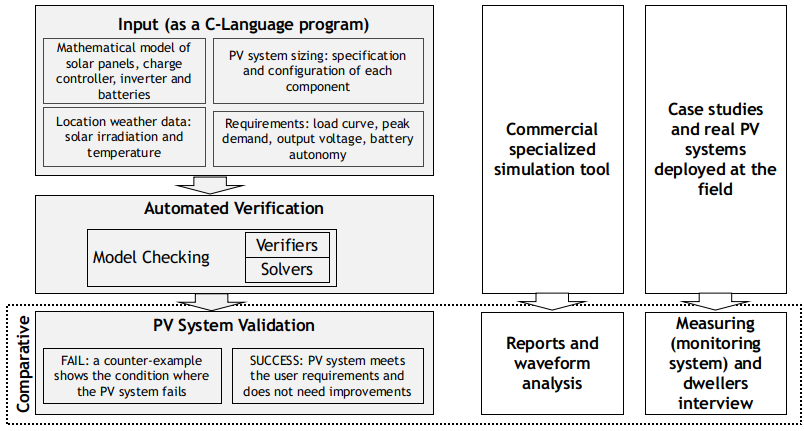 Input (as a C-Language program)
Mathematical model of
solar panels, charge
controller, inverter and
batteries
PV system sizing: specification
and configuration of each
component
Location weather data:
solar irradiation and
temperature
Requirements: load curve, peak
demand, output voltage, battery
autonomy
Automated Verification
Model Checking
Verifiers
Solvers
Commercial
specialized
simulation tool
Case studies
and real PV
systems
deployed at the
field
Comparative
PV System Validation
FAIL: a counter-example
shows the condition where
the PV system fails
SUCCESS: PV system meets
the user requirements and
does not need improvements
Reports and
waveform
analysis
Measuring
(monitoring
system) and
dwellers
interview